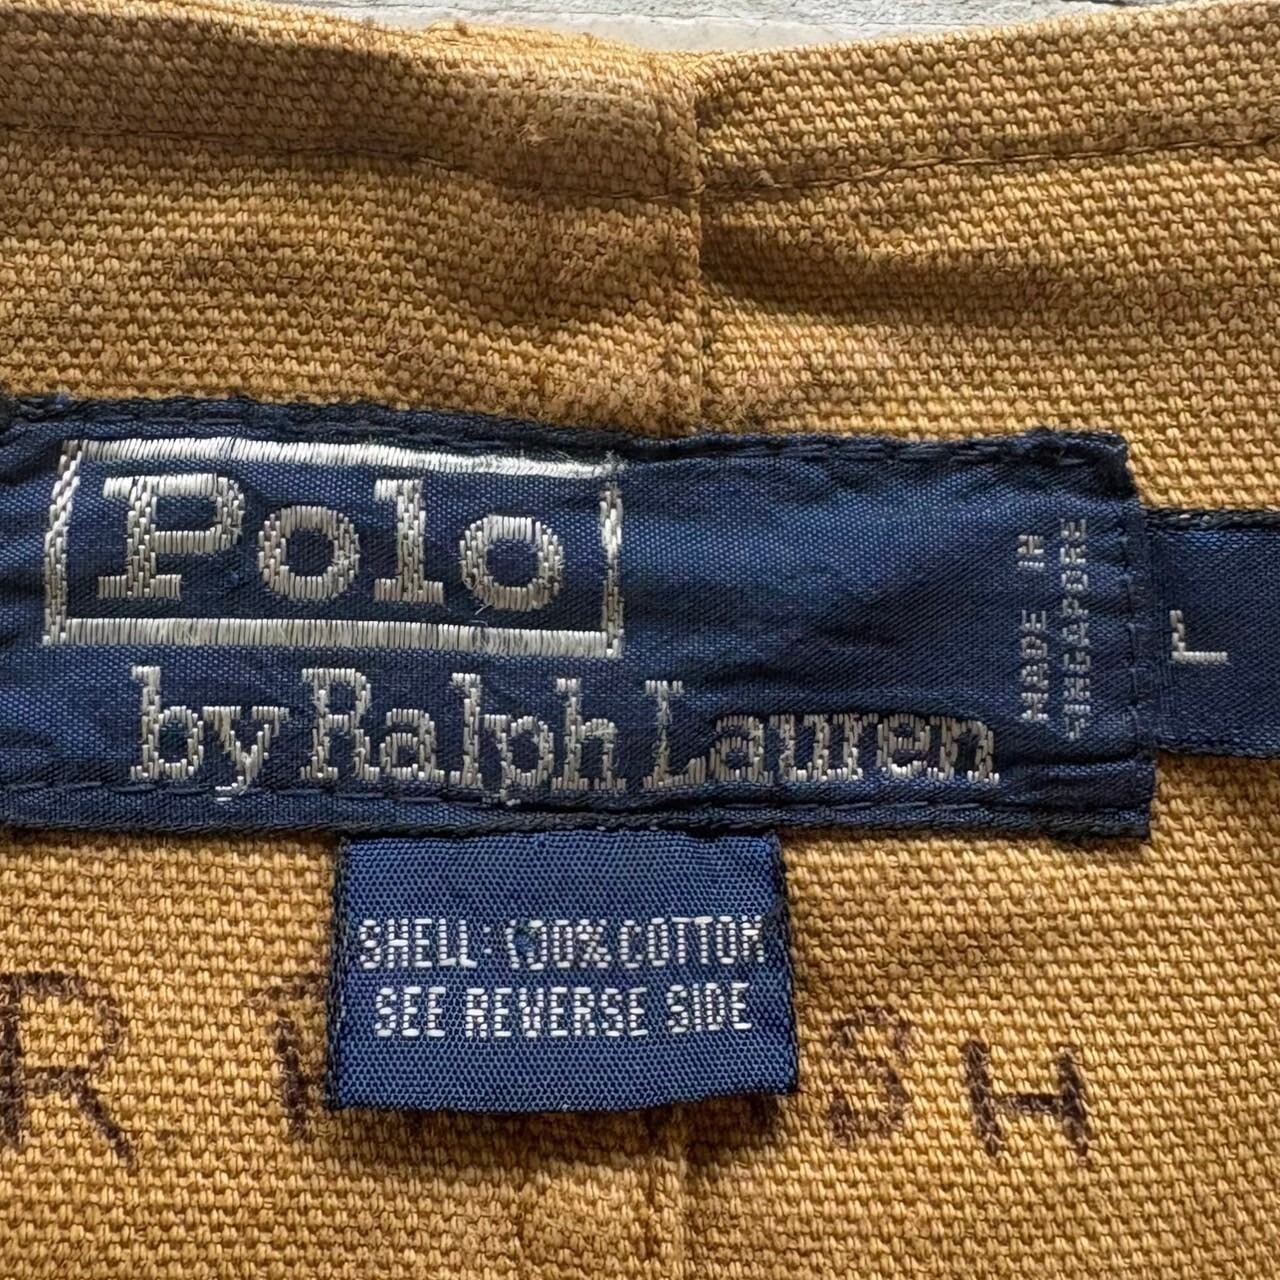 Polo
by Ralph Lauren
MADE IN
SINGAPORE
L
SHELL: 100% COTTON
SEE REVERSE SIDE